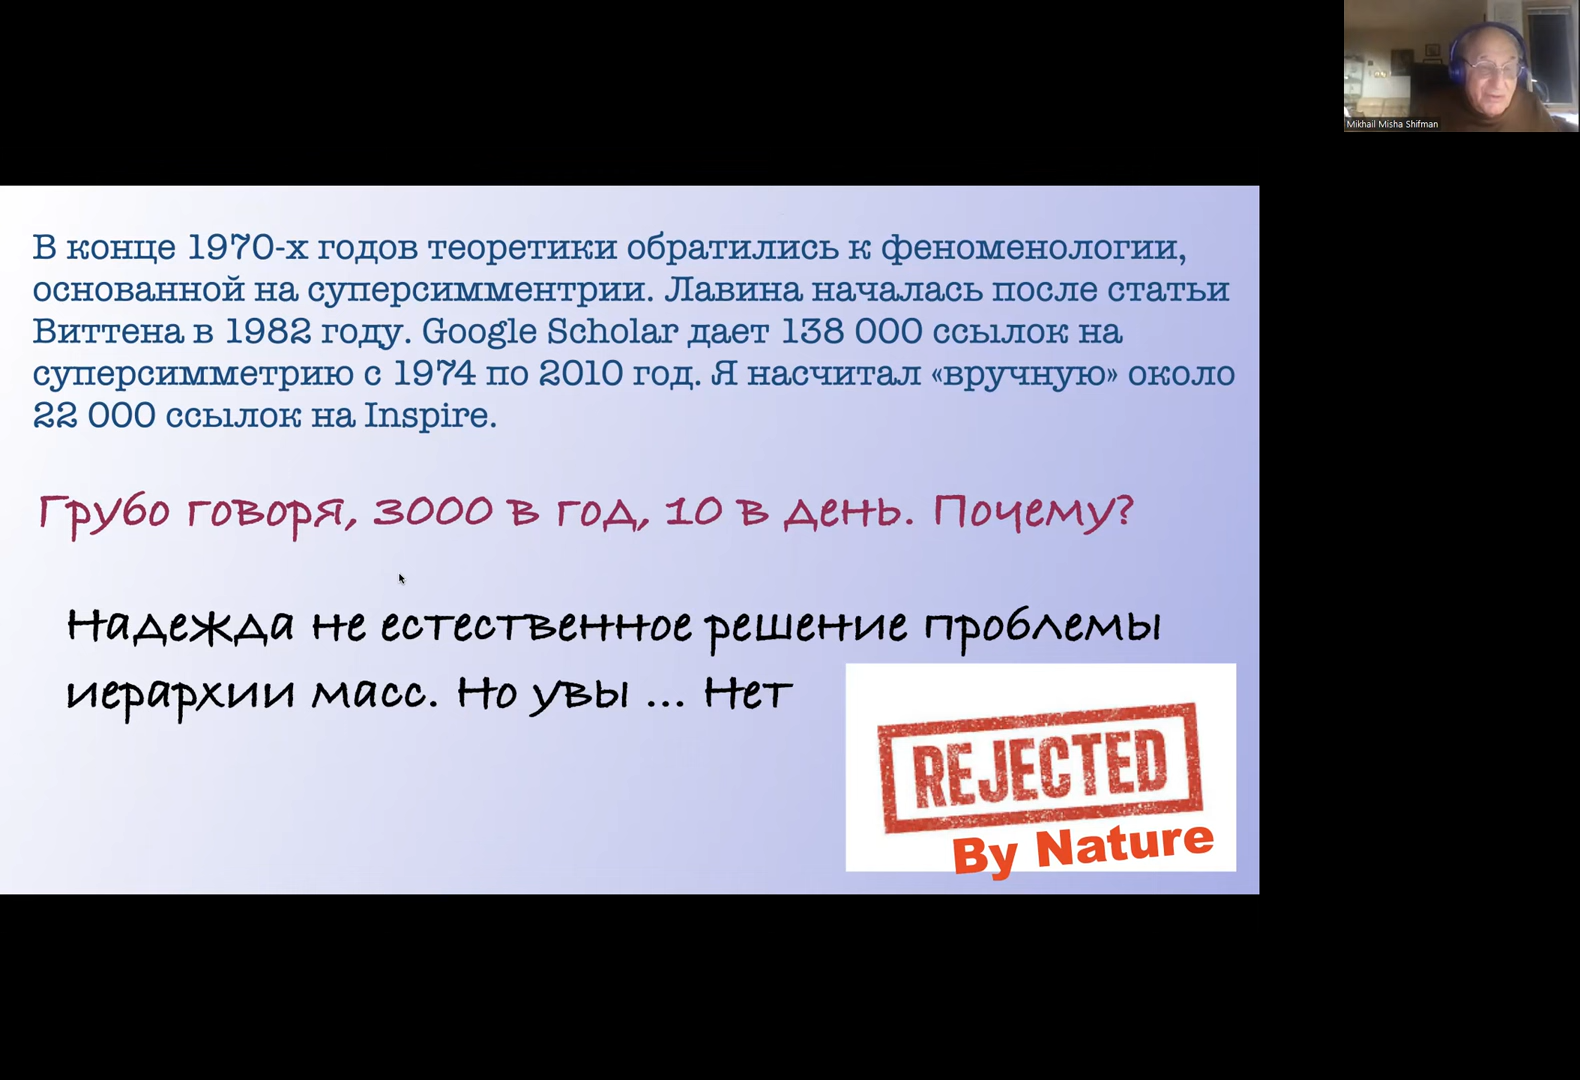 Mikhail Misha Shifman
В конце 1970-х годов теоретики обратились к феноменологии,
основанной на суперсимментрии. Лавина началась после статьи
Виттена в 1982 году. Google Scholar дает 138 000 ссылок на
суперсимметрию с 1974 по 2010 год. Я насчитал «вручную» около
22 000 ссылок на Inspire.
Грубо говоря, 3000 в год, 10 в день. Почему?
Надежда не естественное решение проблемы
иерархии масс. Но увы ... Нет
REJECTED
By Nature